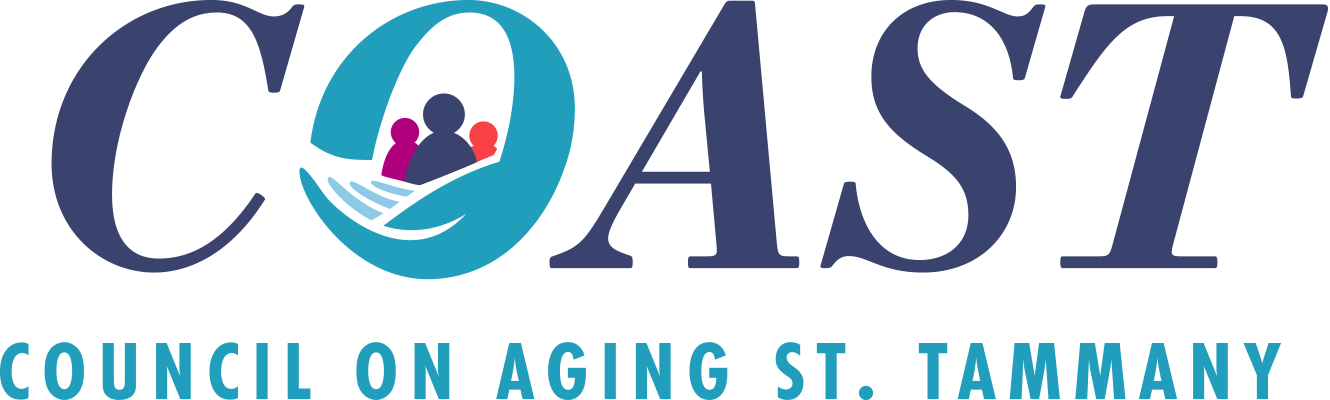 COAST
COUNCIL ON AGING ST. TAMMANY